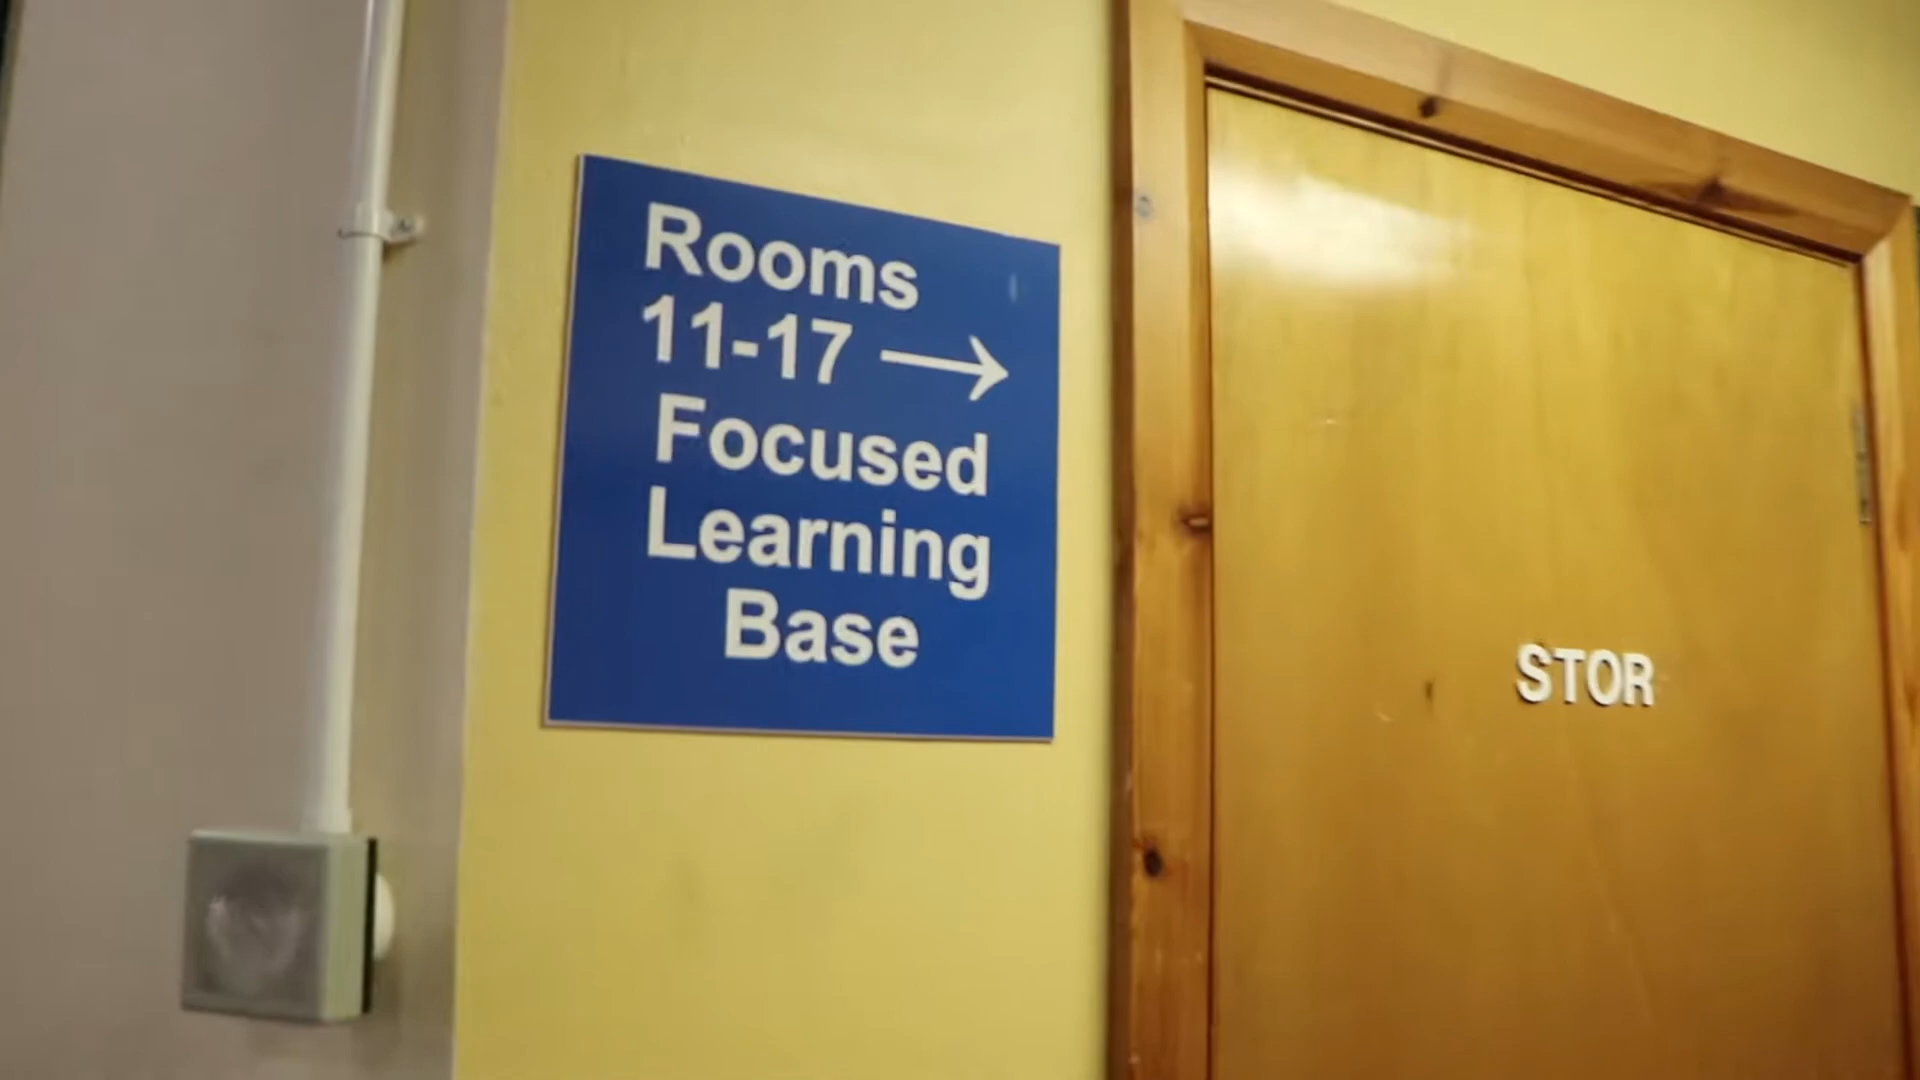 Rooms
11-17 →
Focused
Learning
Base
STOR